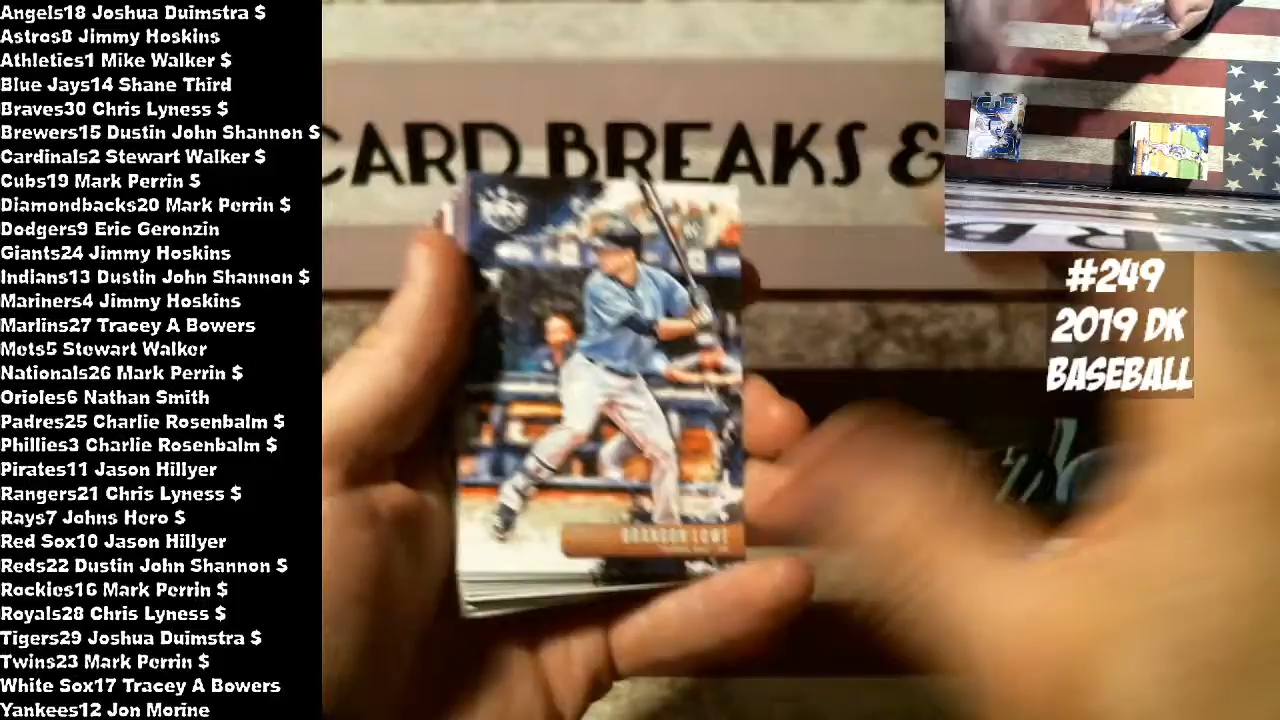 Angels18 Joshua Duimstra $
Astros8 Jimmy Hoskins
Athletics1 Mike Walker $
Blue Jays14 Shane Third
Braves30 Chris Lyness $
Brewers15 Dustin John Shannon $
Cardinals2 Stewart Walker $
Cubs19 Mark Perrin $
Diamondbacks20 Mark Perrin $
Dodgers9 Eric Geronzin
Giants24 Jimmy Hoskins
Indians13 Dustin John Shannon $
Mariners4 Jimmy Hoskins
Marlins27 Tracey A Bowers
Mets5 Stewart Walker
Nationals26 Mark Perrin $
Orioles6 Nathan Smith
Padres25 Charlie Rosenbalm $
Phillies3 Charlie Rosenbalm $
Pirates11 Jason Hillyer
Rangers21 Chris Lyness $
Rays7 Johns Hero $
Red Sox10 Jason Hillyer
Reds22 Dustin John Shannon $
Rockies16 Mark Perrin $
Royals28 Chris Lyness $
Tigers29 Joshua Duimstra $
Twins23 Mark Perrin $
White Sox17 Tracey A Bowers
Yankees12 Jon Morine
CARD BREAKS &
BRANDON LOWE
#249
2019 DK
BASEBALL